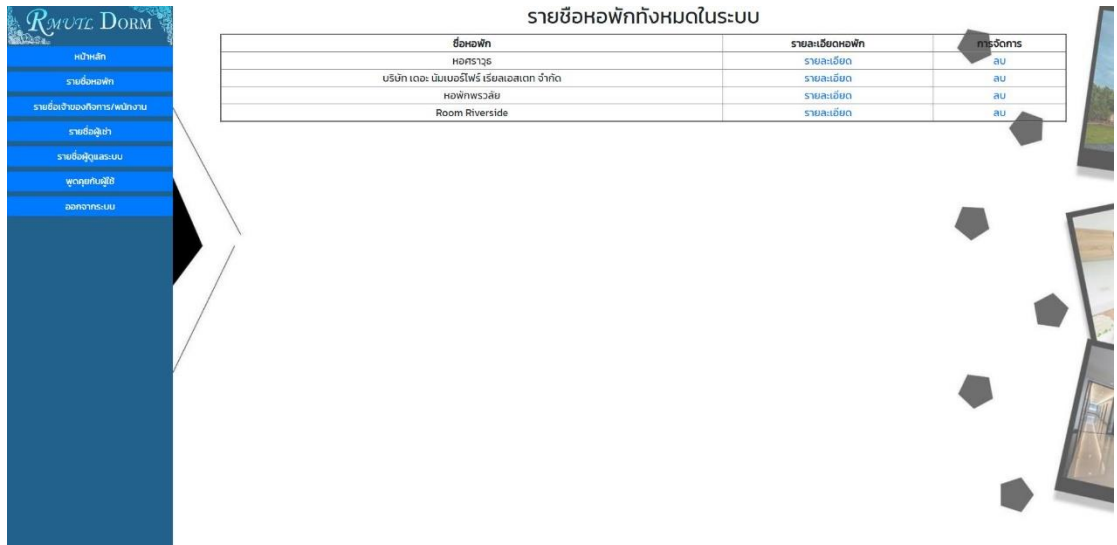 RMUTL DORM
หน้าหลัก
รายชื่อหอพัก
รายชื่อเจ้าของกิจการ/พนักงาน
รายชื่อผู้เช่า
รายชื่อผู้ดูแลระบบ
พูดคุยกับผู้ใช้
ออกจากระบบ
รายชื่อหอพักทั้งหมดในระบบ
ชื่อหอพัก รายละเอียดหอพัก การจัดการ
หอศราวุธ รายละเอียด ลบ
บริษัท เดอะ นัมเบอร์ไฟร์ เรียลเอสเตท จำกัด รายละเอียด ลบ
หอพักพรวลัย รายละเอียด ลบ
Room Riverside รายละเอียด ลบ